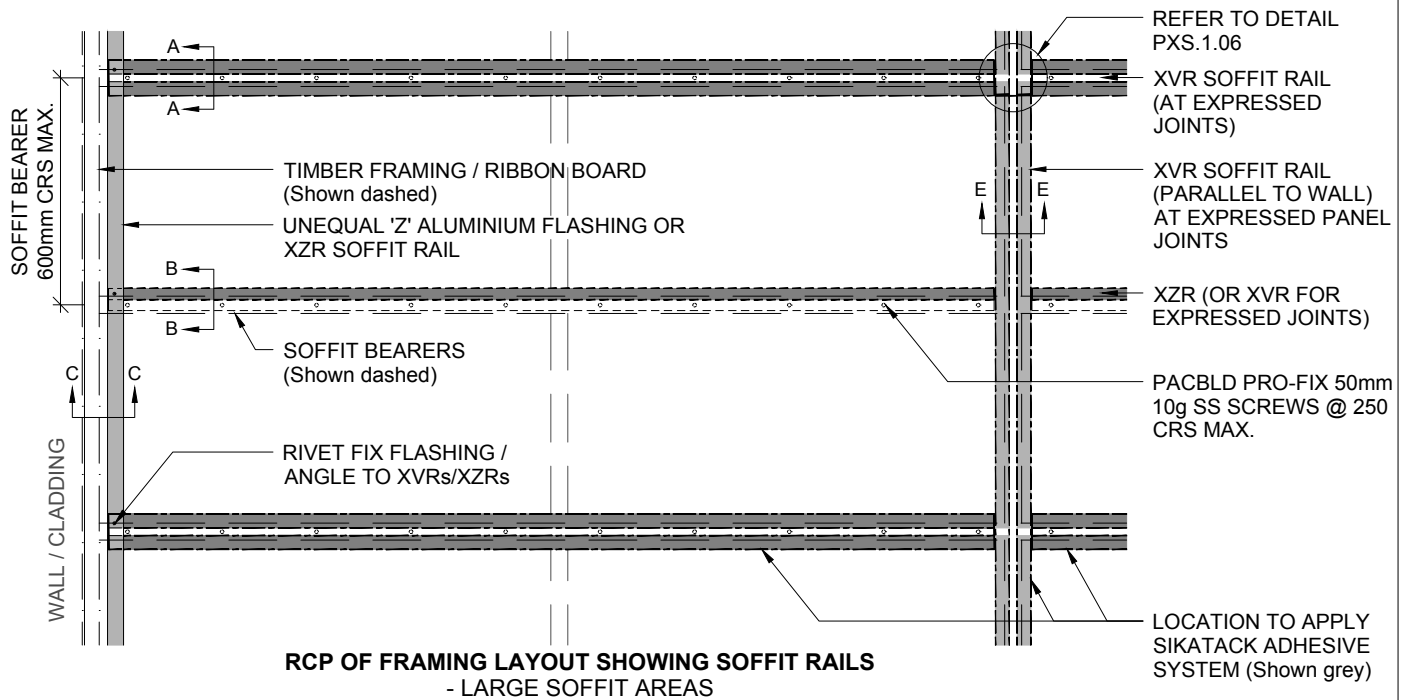 REFER TO DETAIL
PXS.1.06
A
A
XVR SOFFIT RAIL
(AT EXPRESSED
JOINTS)
SOFFIT BEARER
600mm CRS MAX.
TIMBER FRAMING / RIBBON BOARD
(Shown dashed)
UNEQUAL 'Z' ALUMINIUM FLASHING OR
XZR SOFFIT RAIL
E
E
XVR SOFFIT RAIL
(PARALLEL TO WALL)
AT EXPRESSED PANEL
JOINTS
B
B
XZR (OR XVR FOR
EXPRESSED JOINTS)
SOFFIT BEARERS
(Shown dashed)
C
C
PACBLD PRO-FIX 50mm
10g SS SCREWS @ 250
CRS MAX.
WALL / CLADDING
RIVET FIX FLASHING /
ANGLE TO XVRs/XZRs
LOCATION TO APPLY
SIKATACK ADHESIVE
SYSTEM (Shown grey)
RCP OF FRAMING LAYOUT SHOWING SOFFIT RAILS
- LARGE SOFFIT AREAS